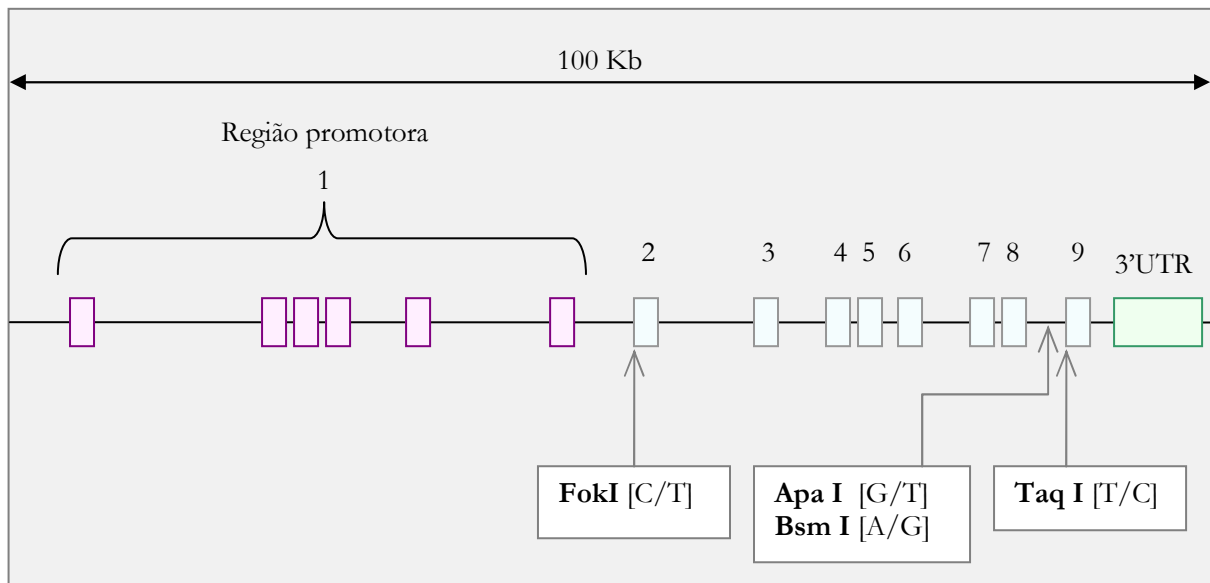 100 Kb
Região promotora
1
2
3
4
5
6
7
8
9
3'UTR
FokI [C/T]
Apa I [G/T]
Bsm I [A/G]
Taq I [T/C]